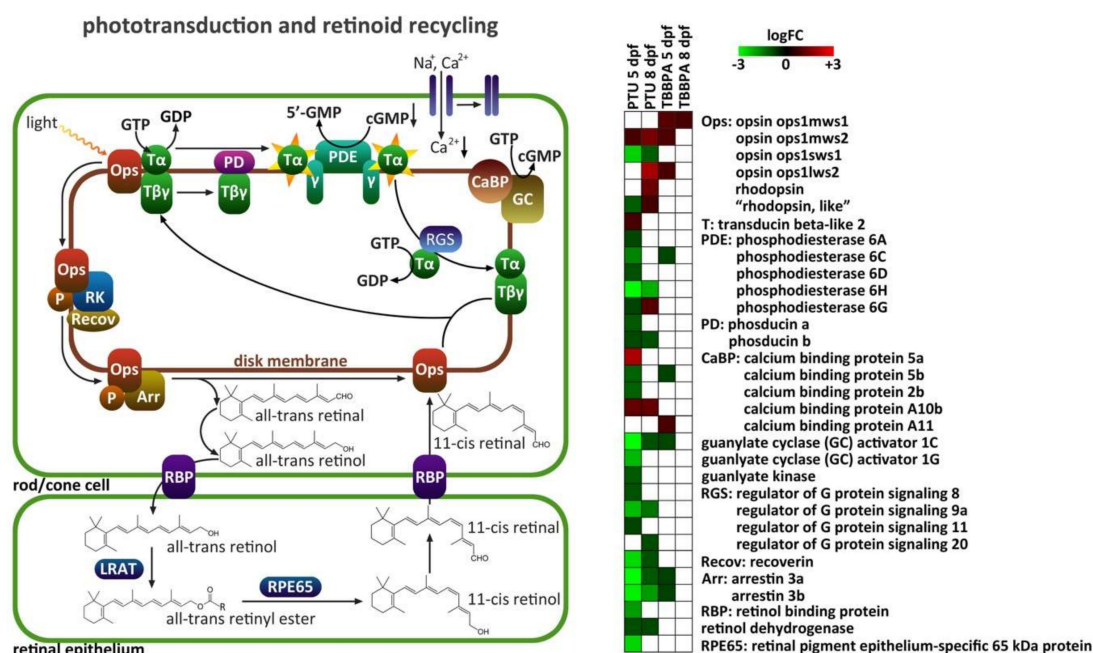 phototransduction and retinoid recycling
Na⁺, Ca²⁺
light
GTP
GDP
5'-GMP
cGMP
Ca²⁺
GTP
cGMP
Ops
Tα
Tβγ
PD
Tβγ
Tα
γ
PDE
γ
Tα
CaBP
GC
GTP
RGS
Tα
GDP
Tα
Tβγ
Ops
P
RK
Recov
disk membrane
Ops
P
Arr
Ops
CHO
all-trans retinal
OH
all-trans retinol
11-cis retinal
CHO
RBP
RBP
rod/cone cell
OH
all-trans retinol
11-cis retinal
CHO
LRAT
RPE65
O
O
R
all-trans retinyl ester
11-cis retinol
OH
retinal epithelium
logFC
-3
0
+3
PTU 5 dpf
PTU 8 dpf
TBBPA 5 dpf
TBBPA 8 dpf
Ops: opsin ops1mws1
opsin ops1mws2
opsin ops1sws1
opsin ops1lws2
rhodopsin
“rhodopsin, like”
T: transducin beta-like 2
PDE: phosphodiesterase 6A
phosphodiesterase 6C
phosphodiesterase 6D
phosphodiesterase 6H
phosphodiesterase 6G
PD: phosducin a
phosducin b
CaBP: calcium binding protein 5a
calcium binding protein 5b
calcium binding protein 2b
calcium binding protein A10b
calcium binding protein A11
guanylate cyclase (GC) activator 1C
guanlyate cyclase (GC) activator 1G
guanlyate kinase
RGS: regulator of G protein signaling 8
regulator of G protein signaling 9a
regulator of G protein signaling 11
regulator of G protein signaling 20
Recov: recoverin
Arr: arrestin 3a
arrestin 3b
RBP: retinol binding protein
retinol dehydrogenase
RPE65: retinal pigment epithelium-specific 65 kDa protein